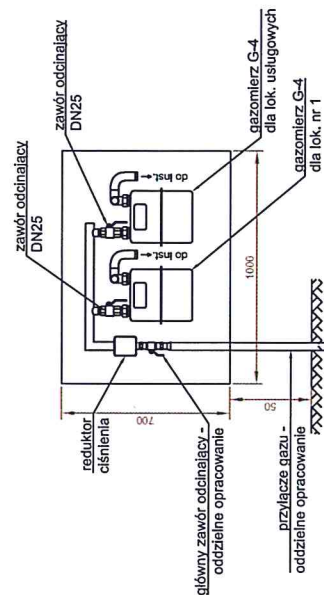 zawór odcinający
DN25
zawór odcinający
DN25
do inst.
do inst.
gazomierz G-4
dla lok. usługowych
gazomierz G-4
dla lok. nr 1
1000
700
50
reduktor
ciśnienia
główny zawór odcinający -
oddzielne opracowanie
przyłącze gazu -
oddzielne opracowanie